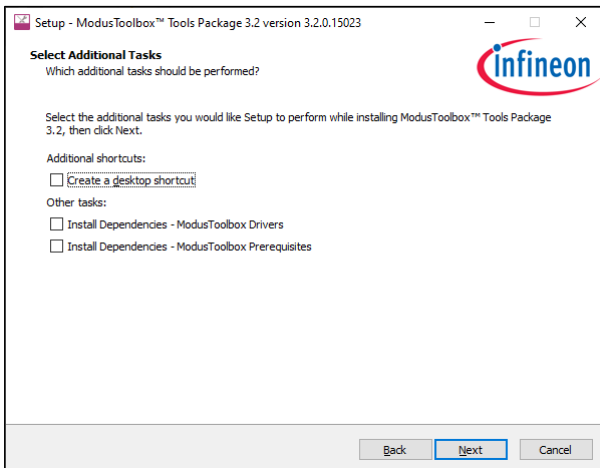 Setup - ModusToolbox™ Tools Package 3.2 version 3.2.0.15023
Select Additional Tasks
Which additional tasks should be performed?
infineon
Select the additional tasks you would like Setup to perform while installing ModusToolbox™ Tools Package
3.2, then click Next.
Additional shortcuts:
Create a desktop shortcut
Other tasks:
Install Dependencies - ModusToolbox Drivers
Install Dependencies - ModusToolbox Prerequisites
Back Next Cancel